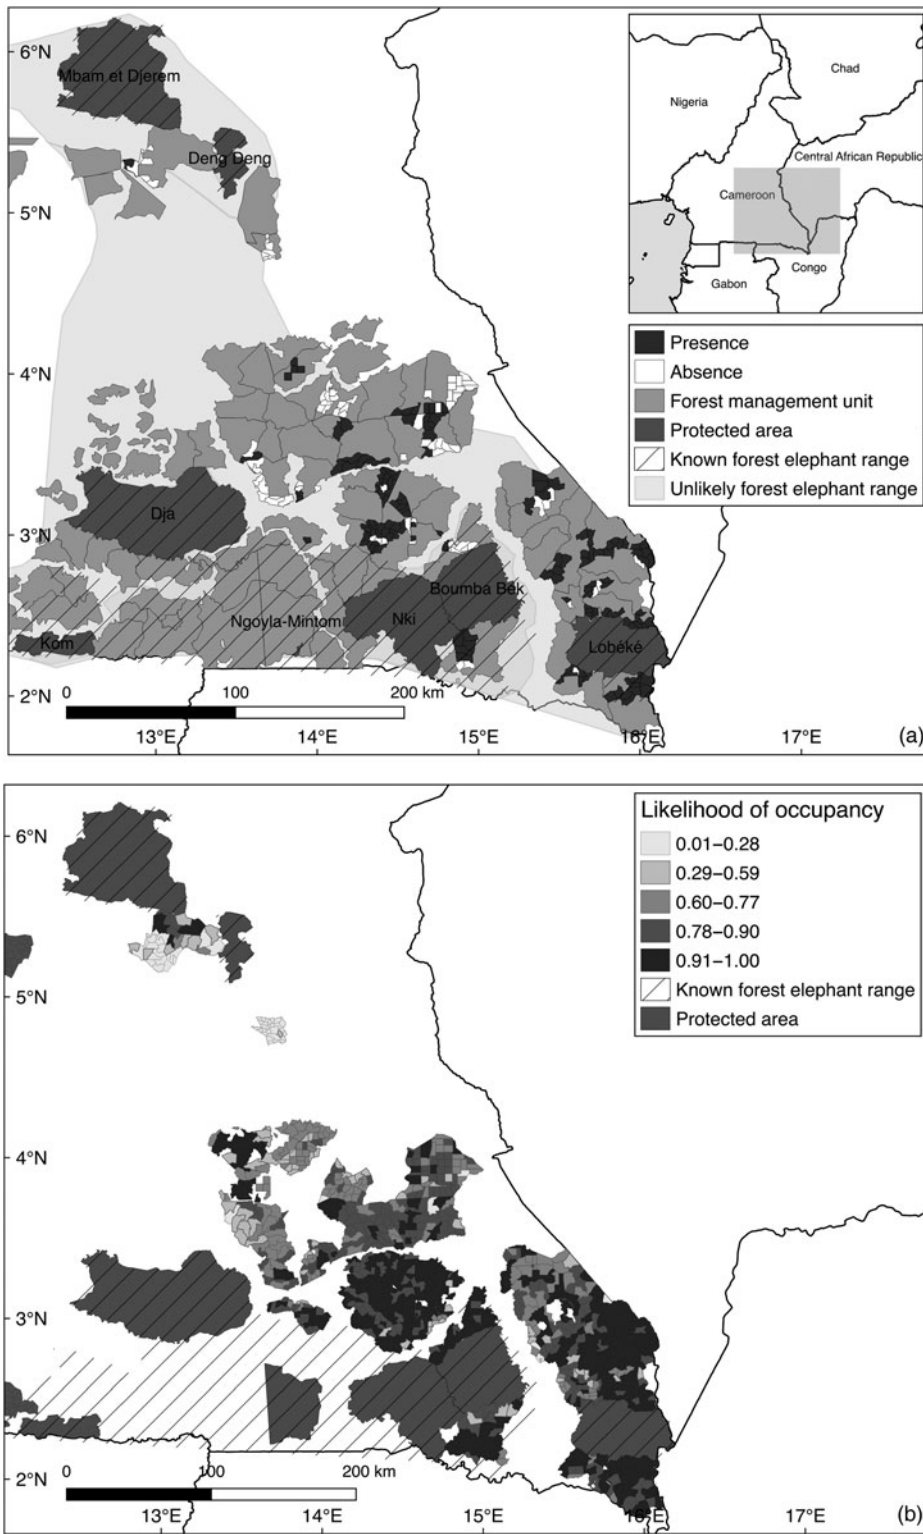 6°N
5°N
4°N
3°N
2°N
Mbam et Djerem
Deng Deng
Dja
Kom
Ngoyla-Mintom
Nki
Boumba Bek
Lobéké
Nigeria
Chad
Central African Republic
Cameroon
Gabon
Congo
Presence
Absence
Forest management unit
Protected area
Known forest elephant range
Unlikely forest elephant range
0 100 200 km
13°E 14°E 15°E 16°E 17°E
(a)
Likelihood of occupancy
0.01–0.28
0.29–0.59
0.60–0.77
0.78–0.90
0.91–1.00
Known forest elephant range
Protected area
6°N
5°N
4°N
3°N
2°N
0 100 200 km
13°E 14°E 15°E 16°E 17°E
(b)